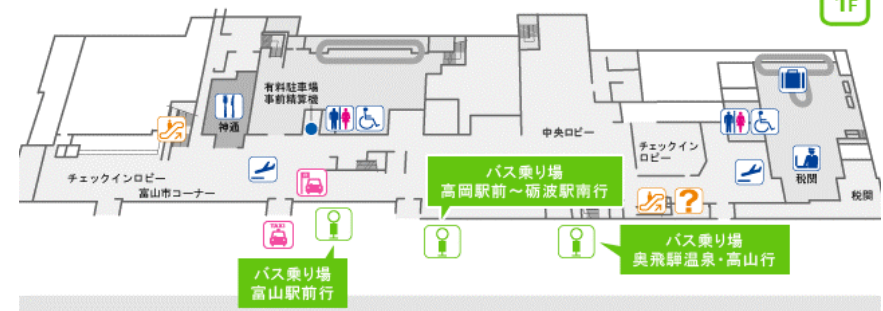 1F
有料駐車場
事前精算機
神通
中央ロビー
チェックイン
ロビー
チェックインロビー
富山市コーナー
税関
税関
バス乗り場
高岡駅前～砺波駅南行
TAXI
バス乗り場
奥飛騨温泉・高山行
バス乗り場
富山駅前行
?